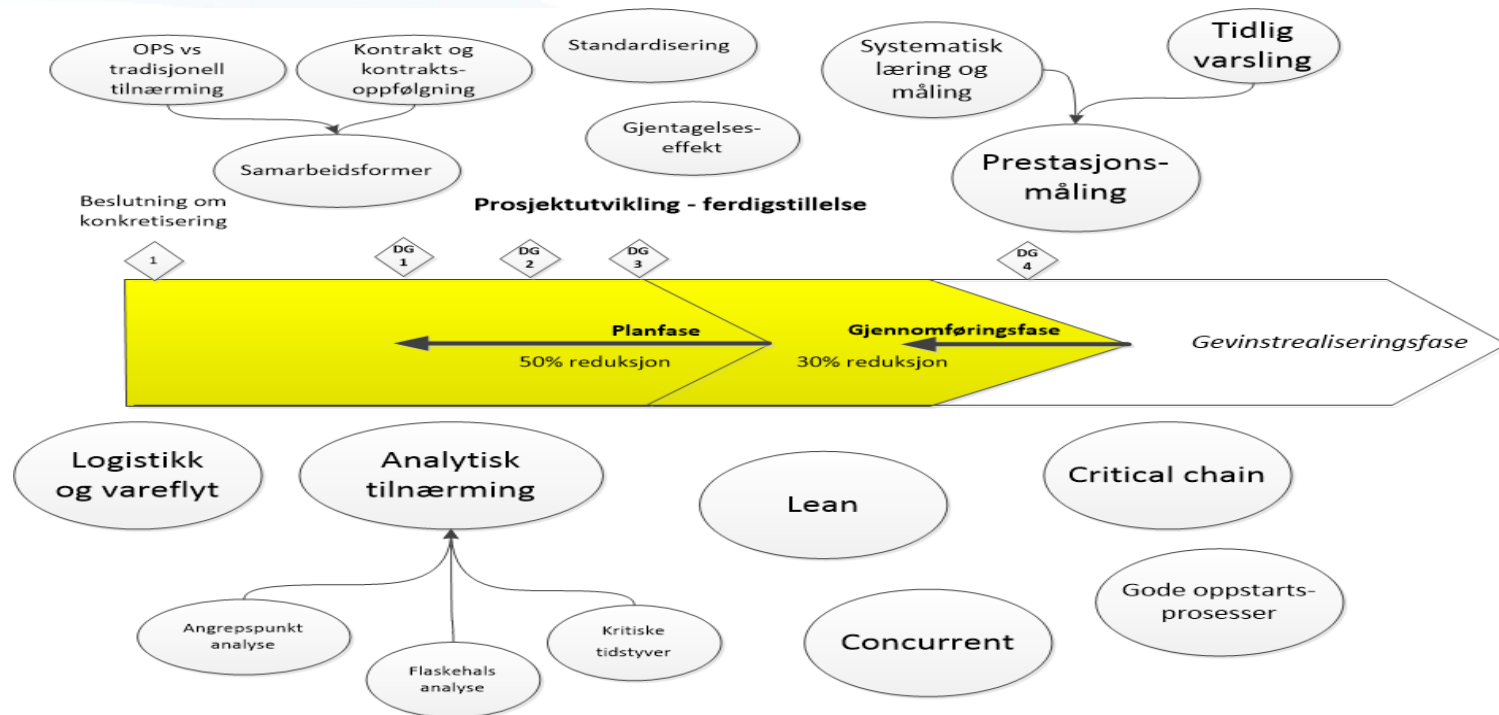 OPS vs
tradisjonell
tilnærming
Kontrakt og
kontrakts-
oppfølgning
Standardisering
Systematisk
læring og
måling
Tidlig
varsling
Samarbeidsformer
Gjentagelses-
effekt
Prestasjons-
måling
Beslutning om
konkretisering
Prosjektutvikling - ferdigstillelse
1
DG
1
DG
2
DG
3
DG
4
Planfase
50% reduksjon
Gjennomføringsfase
30% reduksjon
Gevinstrealiseringsfase
Logistikk
og vareflyt
Analytisk
tilnærming
Lean
Critical chain
Angrepspunkt
analyse
Flaskehals
analyse
Kritiske
tidstyver
Concurrent
Gode oppstarts-
prosesser